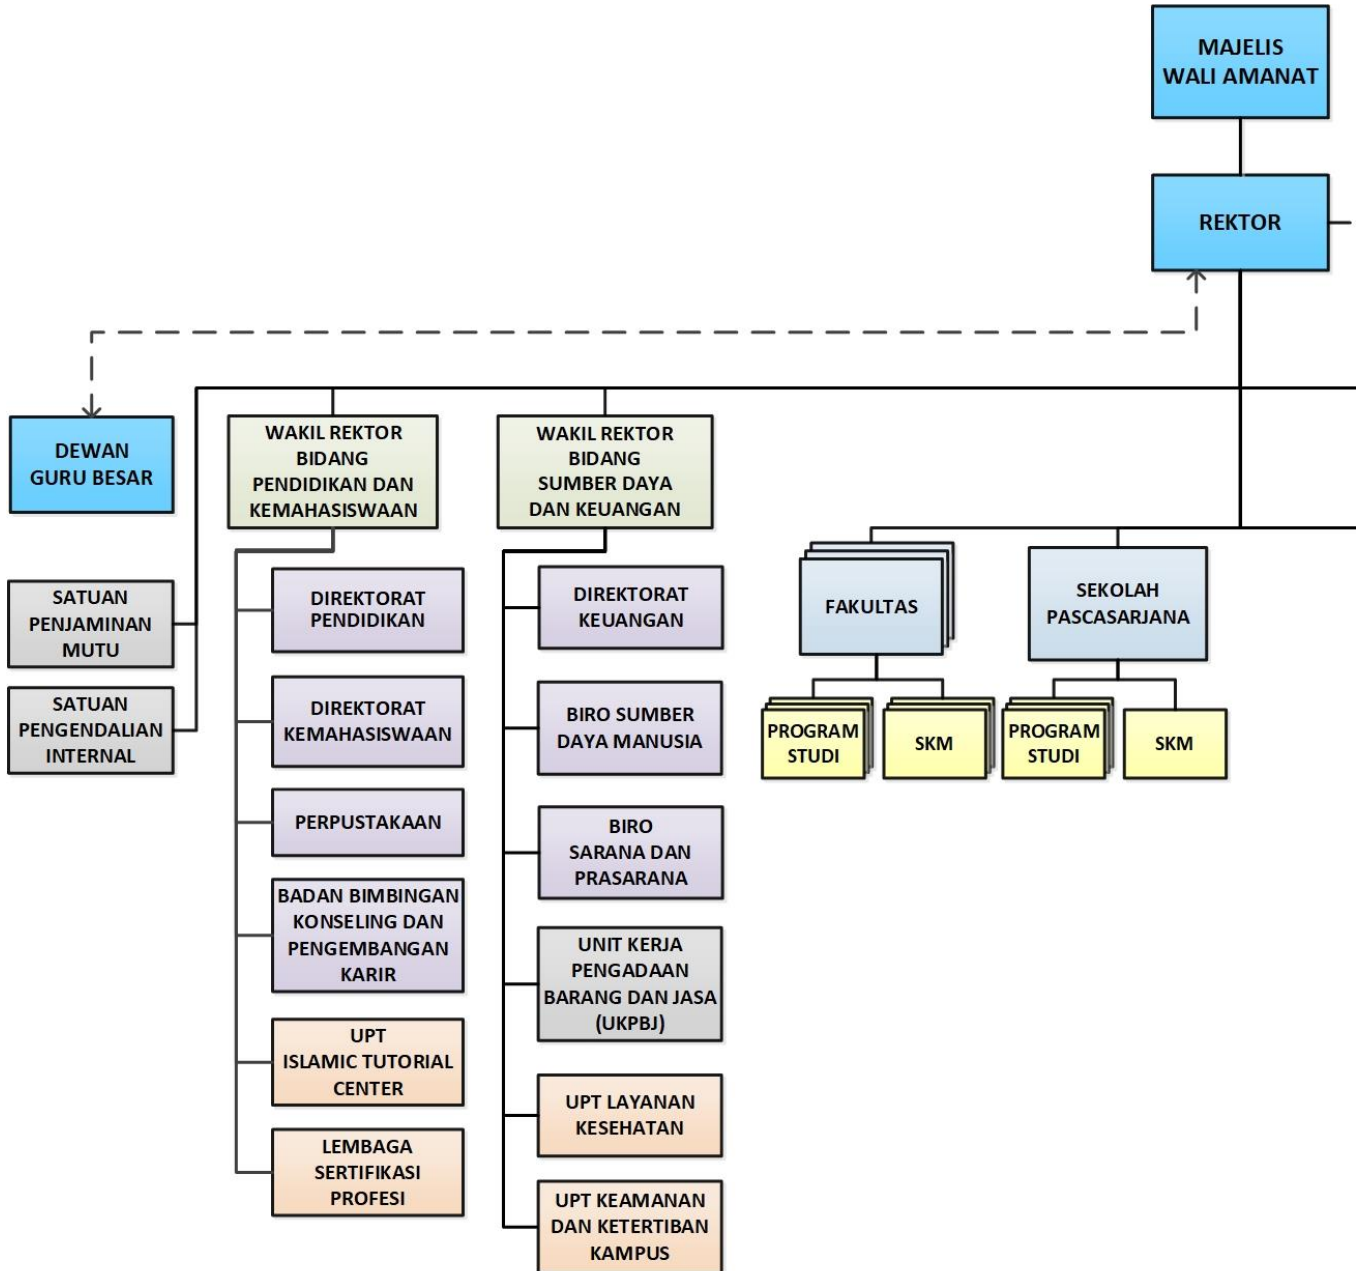 MAJELIS
WALI AMANAT
REKTOR
DEWAN
GURU BESAR
SATUAN
PENJAMINAN
MUTU
SATUAN
PENGENDALIAN
INTERNAL
WAKIL REKTOR
BIDANG
PENDIDIKAN DAN
KEMAHASISWAAN
DIREKTORAT
PENDIDIKAN
DIREKTORAT
KEMAHASISWAAN
PERPUSTAKAAN
BADAN BIMBINGAN
KONSELING DAN
PENGEMBANGAN
KARIR
UPT
ISLAMIC TUTORIAL
CENTER
LEMBAGA
SERTIFIKASI
PROFESI
WAKIL REKTOR
BIDANG
SUMBER DAYA
DAN KEUANGAN
DIREKTORAT
KEUANGAN
BIRO SUMBER
DAYA MANUSIA
BIRO
SARANA DAN
PRASARANA
UNIT KERJA
PENGADAAN
BARANG DAN JASA
(UKPBJ)
UPT LAYANAN
KESEHATAN
UPT KEAMANAN
DAN KETERTIBAN
KAMPUS
FAKULTAS
PROGRAM
STUDI
SKM
SEKOLAH
PASCASARJANA
PROGRAM
STUDI
SKM